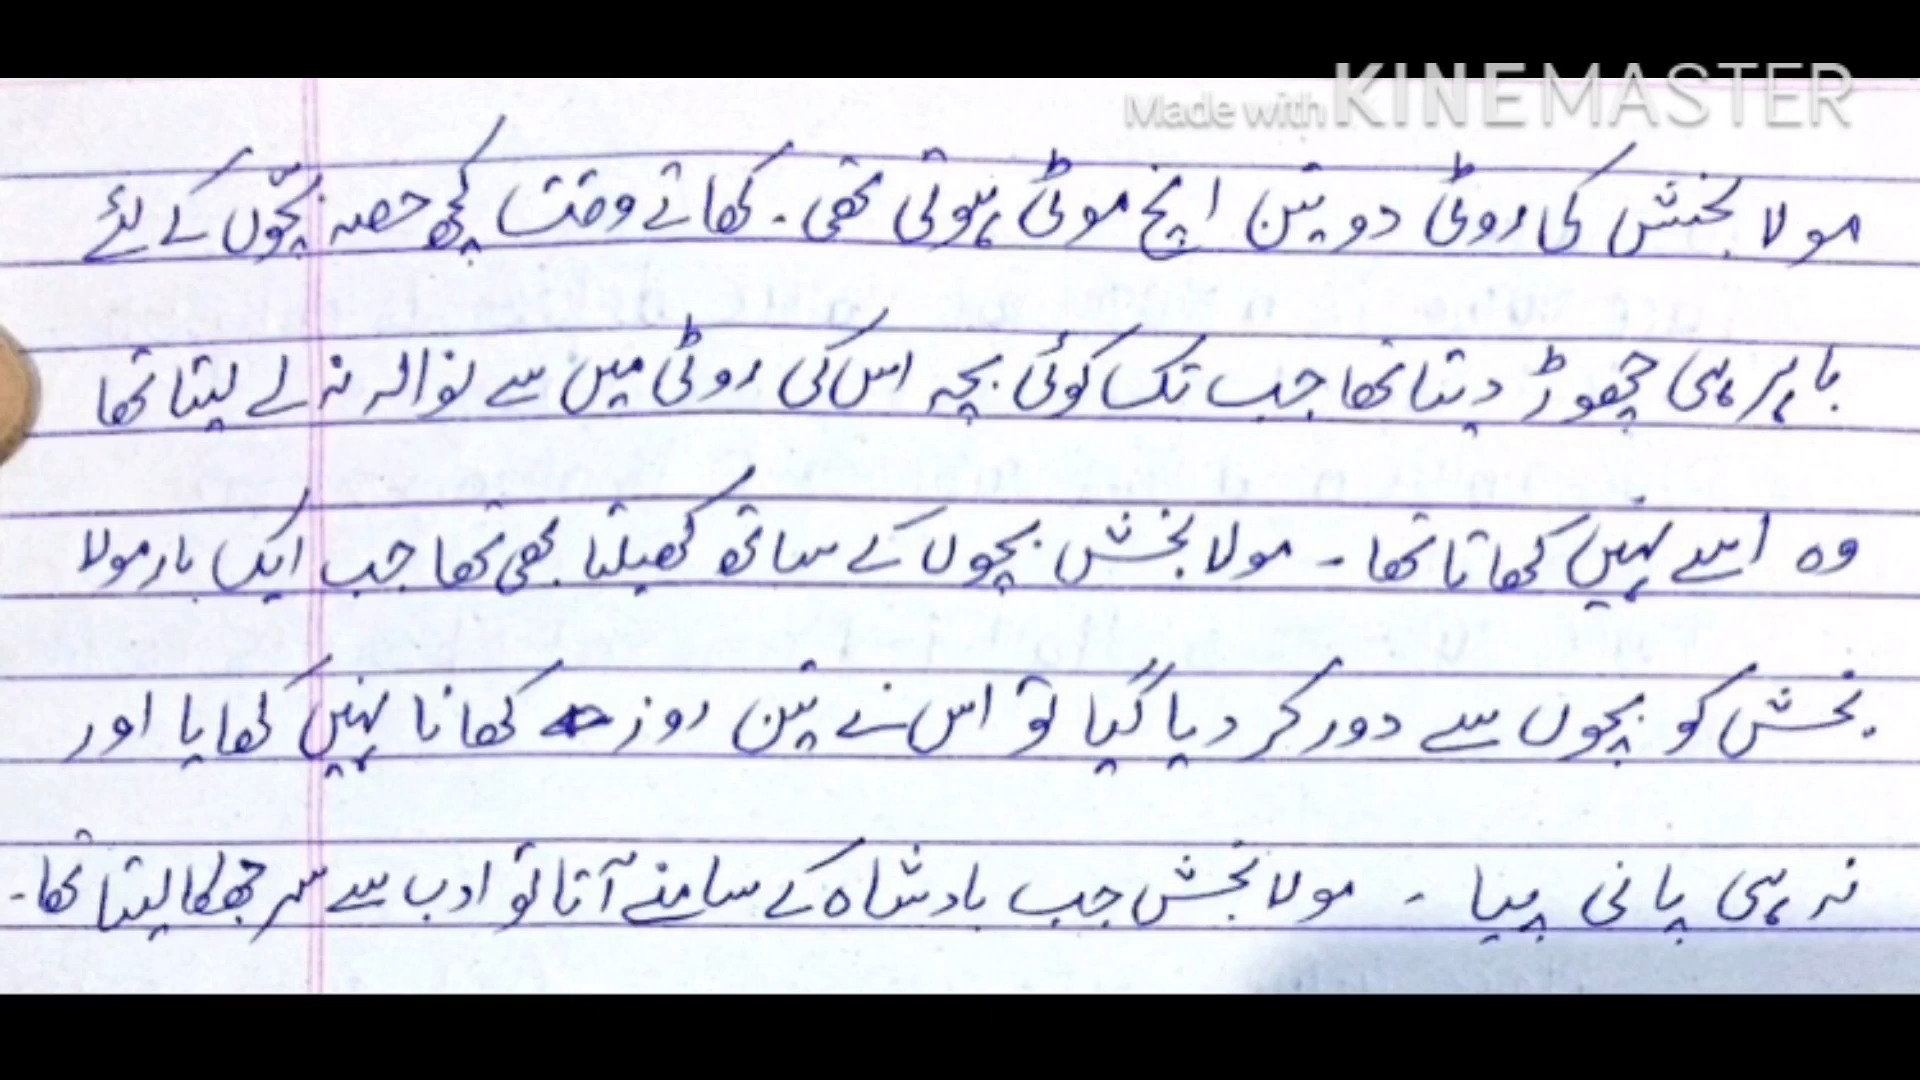 Made with KINEMASTER
مولا بخش کی روٹی دو تین اِنچ موٹی ہوتی تھی۔ کھاتے وقت کچھ حصہ بچّوں کے لئے
باہر ہی چھوڑ دیتا تھا جب تک کوئی بچہ اس کی روٹی میں سے نوالہ نہ لے لیتا تھا
وہ اسے نہیں کھاتا تھا ۔ مولا بخش بچوں کے ساتھ کھیلتا بھی تھا جب ایک بار مولا
بخش کو بچوں سے دور کر دیا گیا تو اس نے تین روز کھانا نہیں کھایا اور
نہ ہی پانی پیا ۔ مولا بخش جب بادشاہ کے سامنے آتا تو ادب سے سر جھکا لیتا تھا۔